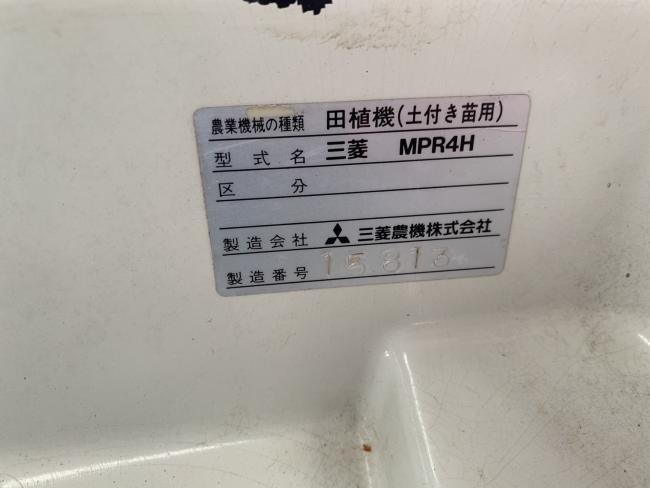 農業機械の種類 田植機(土付き苗用)
型式名 三菱 MPR4H
区分
製造会社 三菱農機株式会社
製造番号 15813